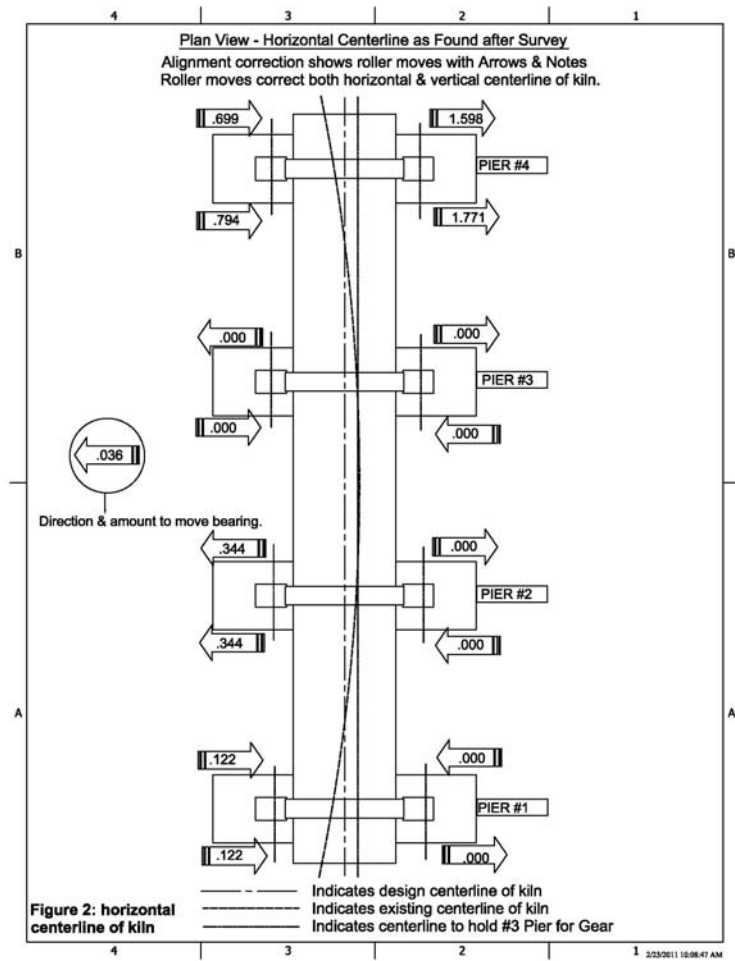 4 3 2 1
Plan View - Horizontal Centerline as Found after Survey
Alignment correction shows roller moves with Arrows & Notes
Roller moves correct both horizontal & vertical centerline of kiln.
.699 1.598
PIER #4
.794 1.771
B B
.000 .000
PIER #3
.000 .000
.036
Direction & amount to move bearing.
.344 .000
PIER #2
.344 .000
A A
.122 .000
PIER #1
.122 .000
Indicates design centerline of kiln
Indicates existing centerline of kiln
Indicates centerline to hold #3 Pier for Gear
Figure 2: horizontal
centerline of kiln
4 3 2 1
2/23/2011 10:06:47 AM